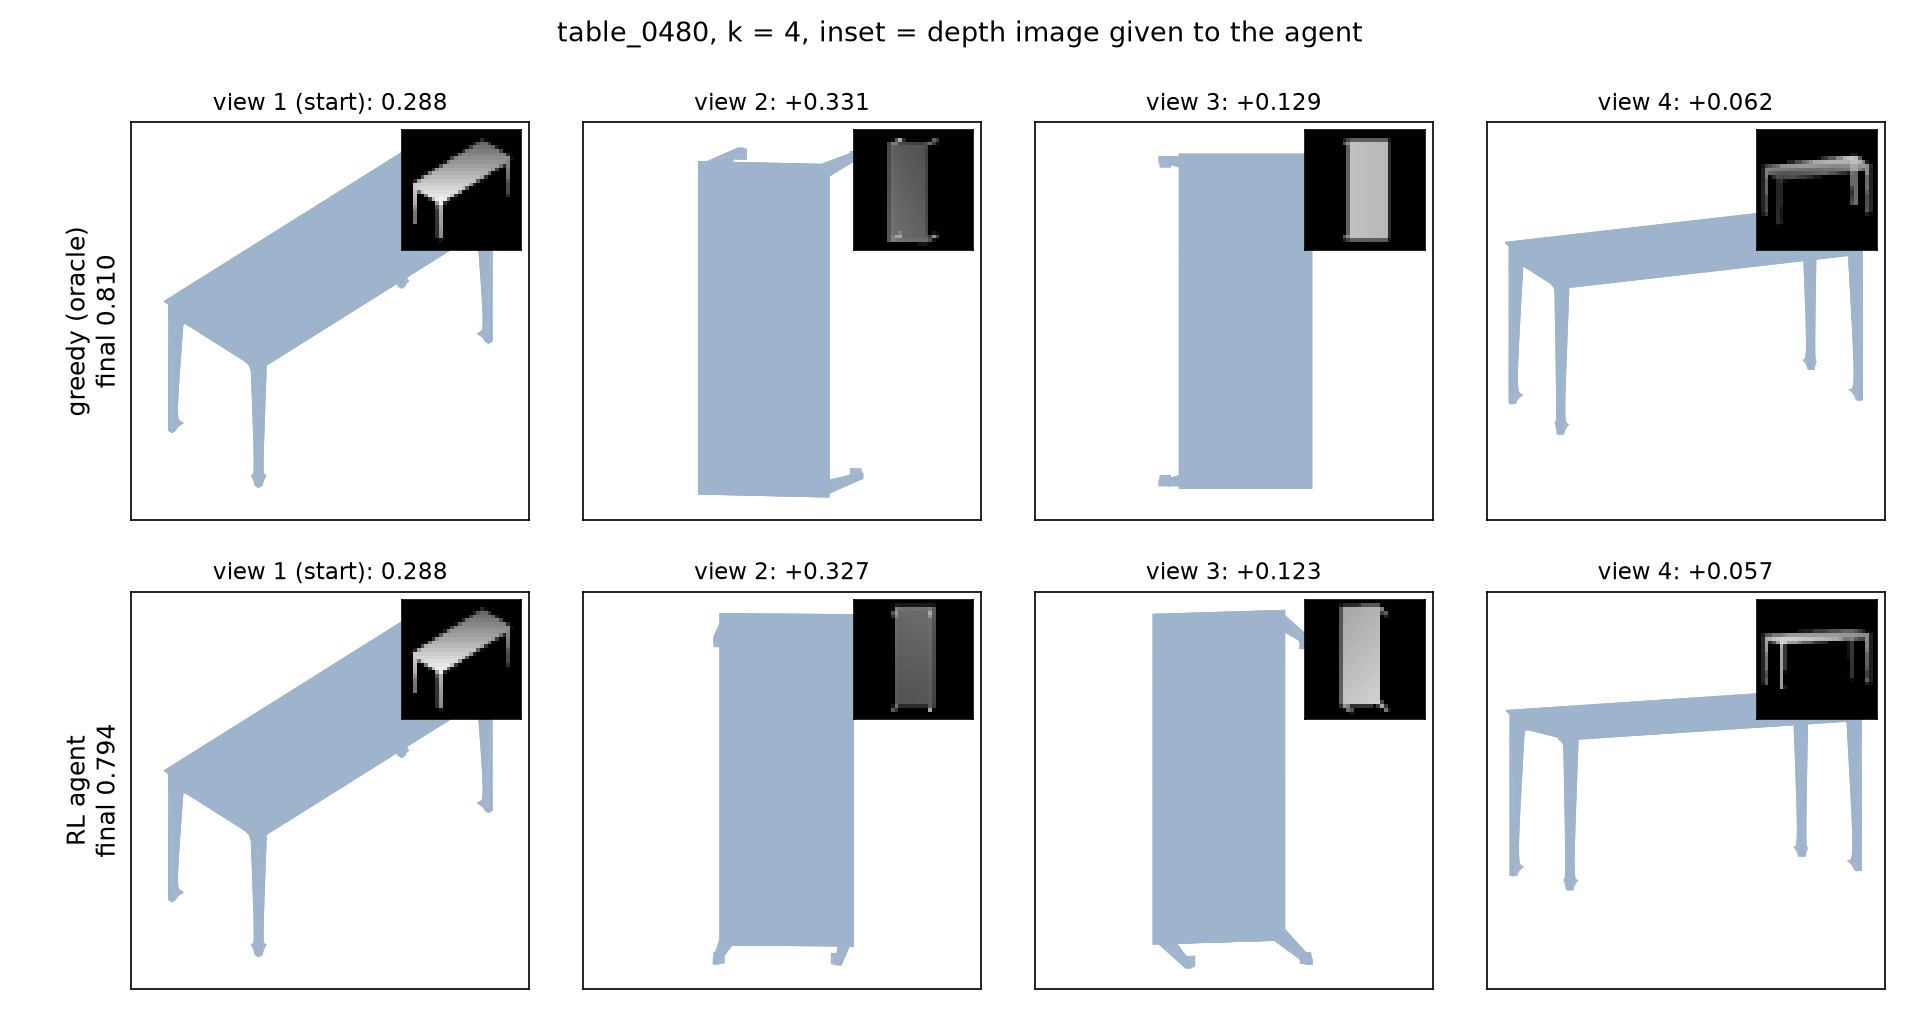 table_0480, k = 4, inset = depth image given to the agent
view 1 (start): 0.288
view 2: +0.331
view 3: +0.129
view 4: +0.062
greedy (oracle)
final 0.810
view 1 (start): 0.288
view 2: +0.327
view 3: +0.123
view 4: +0.057
RL agent
final 0.794